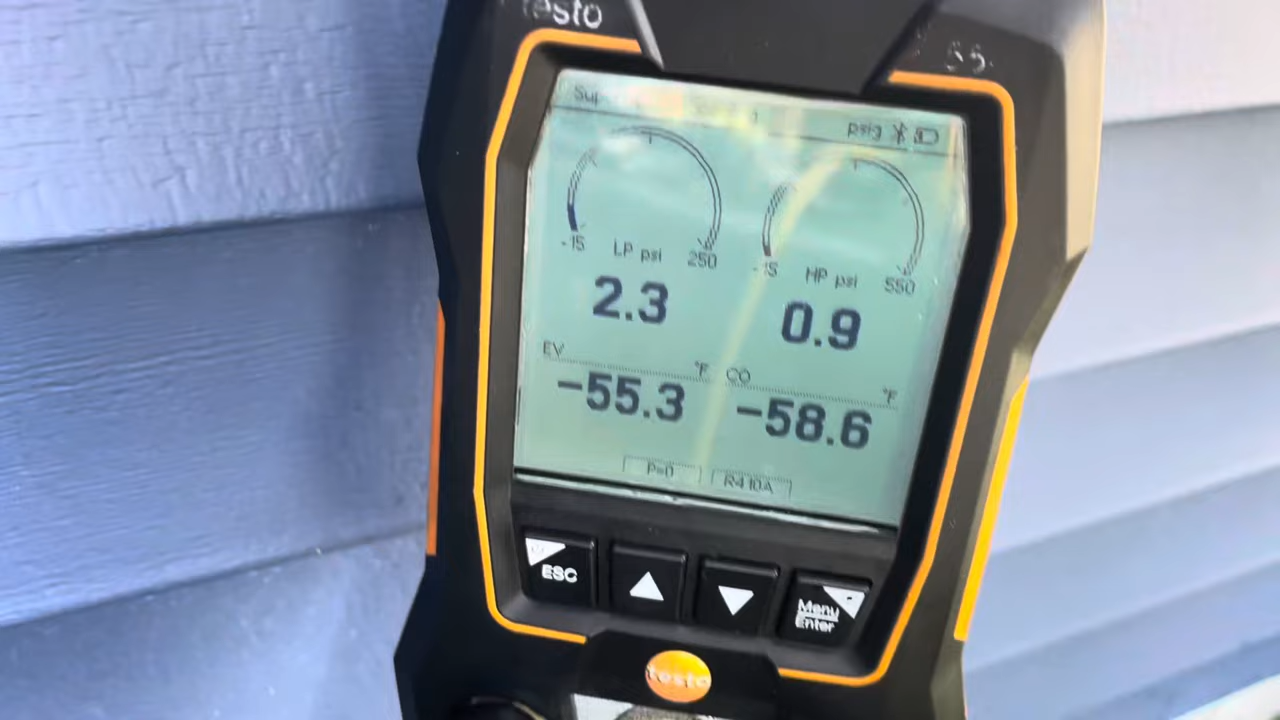 testo
psig
-15 LP psi 250
-15 HP psi 550
2.3 0.9
EV °F CO °F
-55.3 -58.6
P=0 R410A
ESC
Menu
Enter
testo